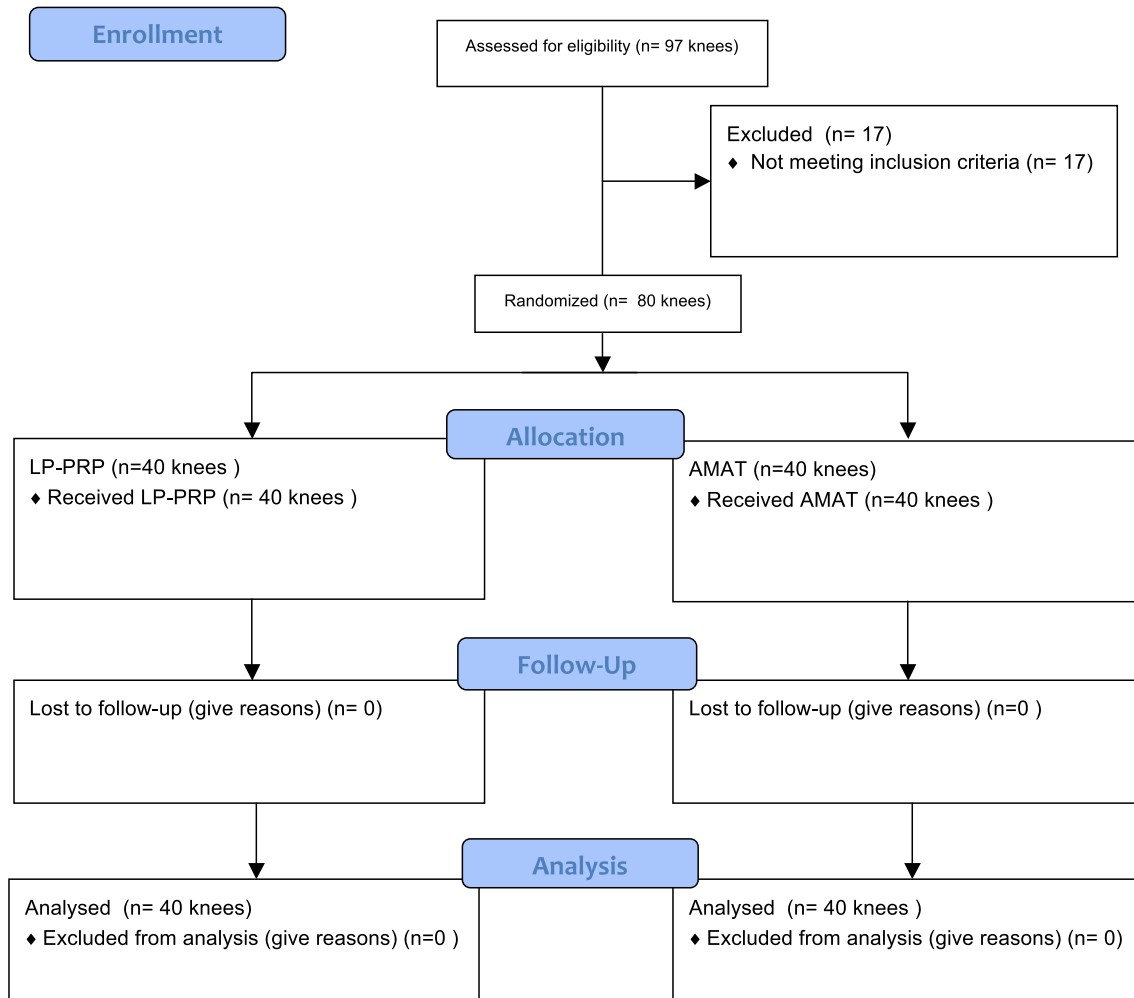 Enrollment
Assessed for eligibility (n= 97 knees)
Excluded (n= 17)
♦ Not meeting inclusion criteria (n= 17)
Randomized (n= 80 knees)
Allocation
LP-PRP (n=40 knees )
♦ Received LP-PRP (n= 40 knees )
AMAT (n=40 knees)
♦ Received AMAT (n=40 knees )
Follow-Up
Lost to follow-up (give reasons) (n= 0)
Lost to follow-up (give reasons) (n=0 )
Analysis
Analysed (n= 40 knees)
♦ Excluded from analysis (give reasons) (n=0 )
Analysed (n= 40 knees )
♦ Excluded from analysis (give reasons) (n= 0)